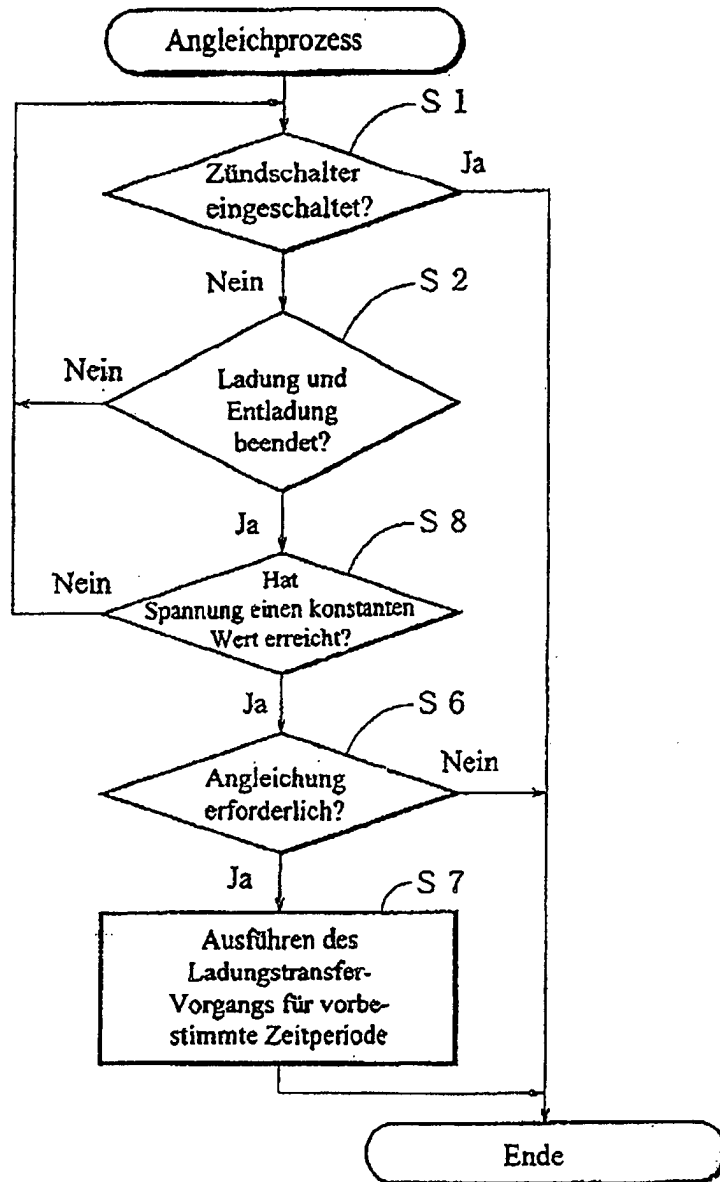 Angleichprozess
S 1
Ja
Zündschalter
eingeschaltet?
Nein
S 2
Nein
Ladung und
Entladung
beendet?
Ja
S 8
Nein
Hat
Spannung einen konstanten
Wert erreicht?
Ja
S 6
Nein
Angleichung
erforderlich?
Ja
S 7
Ausführen des
Ladungstransfer-
Vorgangs für vorbe-
stimmte Zeitperiode
Ende